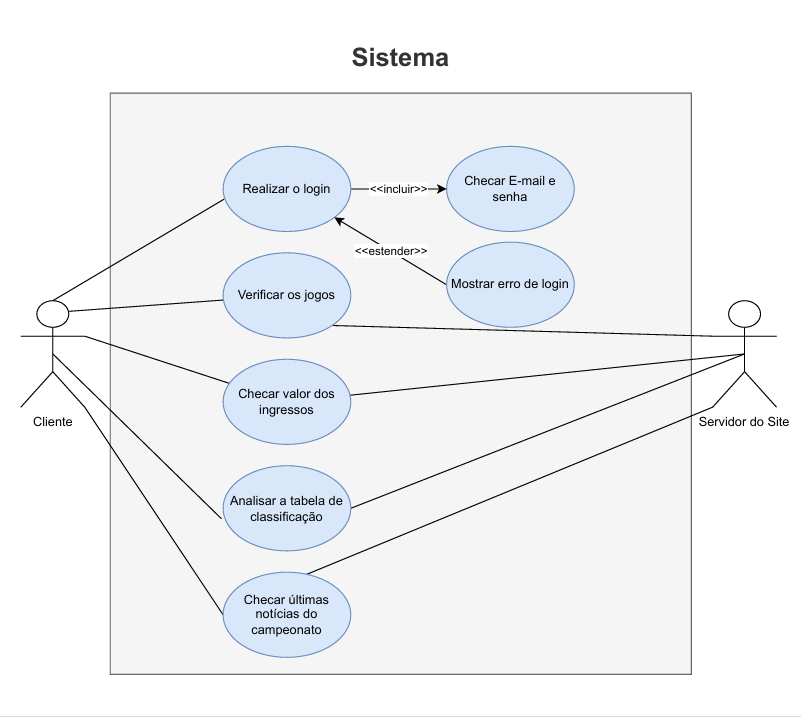 Sistema
Realizar o login
<<incluir>>
Checar E-mail e
senha
<<estender>>
Mostrar erro de login
Verificar os jogos
Checar valor dos
ingressos
Cliente
Servidor do Site
Analisar a tabela de
classificação
Checar últimas
notícias do
campeonato